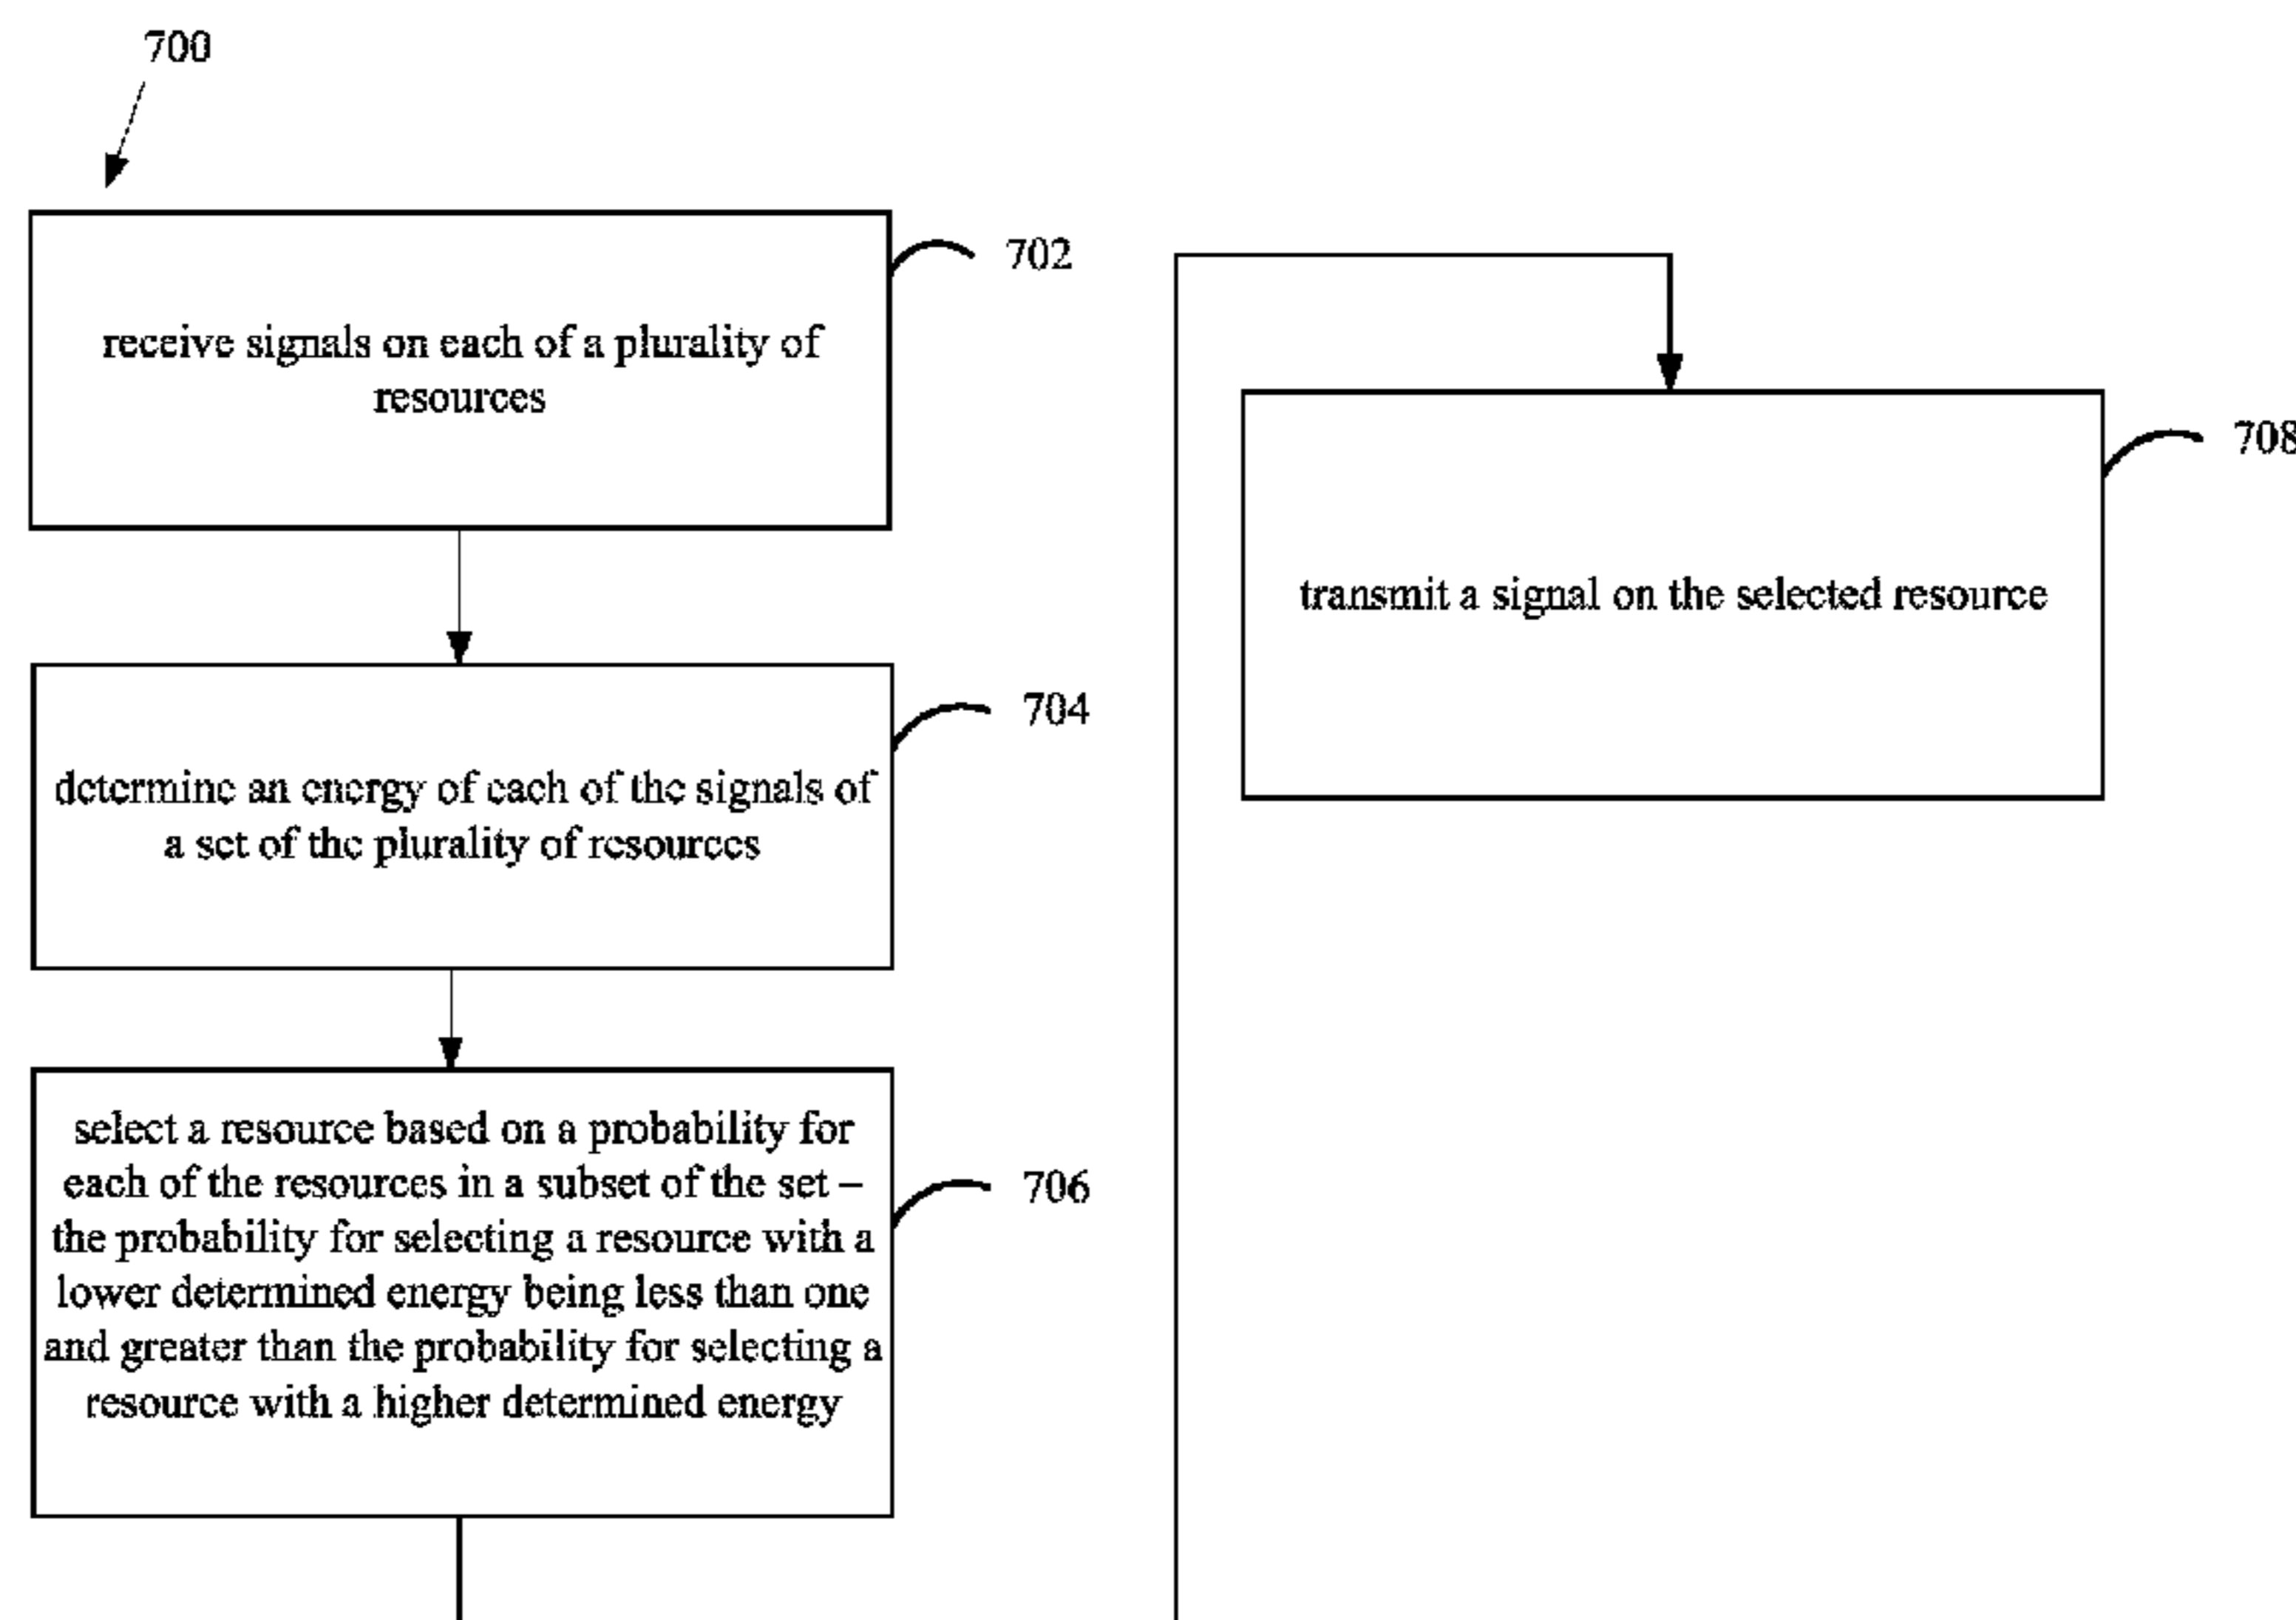 700
702
receive signals on each of a plurality of
resources
704
determine an energy of each of the signals of
a set of the plurality of resources
706
select a resource based on a probability for
each of the resources in a subset of the set –
the probability for selecting a resource with a
lower determined energy being less than one
and greater than the probability for selecting a
resource with a higher determined energy
708
transmit a signal on the selected resource